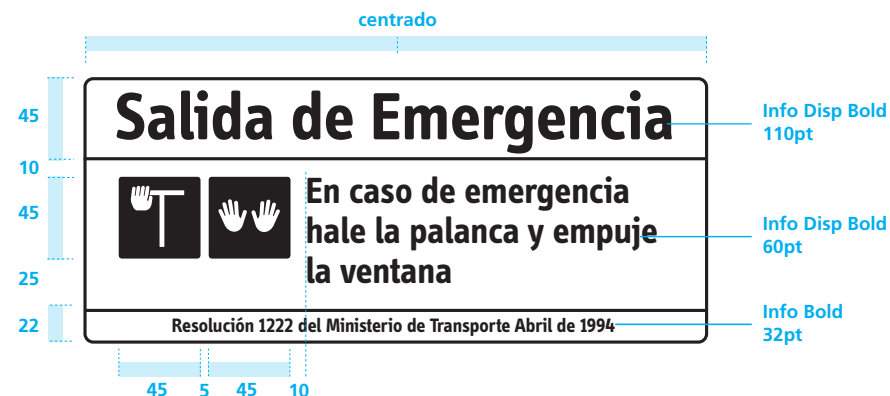 centrado
45
Salida de Emergencia
Info Disp Bold
110pt
10
45
En caso de emergencia
hale la palanca y empuje
la ventana
Info Disp Bold
60pt
25
22
Resolución 1222 del Ministerio de Transporte Abril de 1994
Info Bold
32pt
45 5 45 10